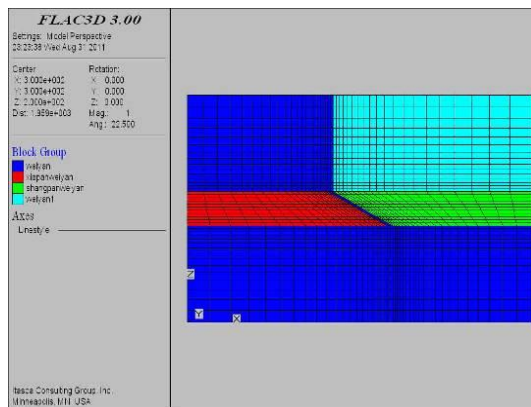 FLAC3D 3.00
Settings: Model Perspective
23:23:38 Wed Aug 31 2011
Center
X: 3.000e+002
Y: 3.000e+002
Z: 2.300e+002
Dist: 1.959e+003
Rotation:
X: 0.000
Y: 0.000
Z: 0.000
Mag.: 1
Ang.: 22.500
Block Group
weiyan
xiapanweiyan
shangpanweiyan
weiyan1
Axes
Linestyle
Z
Y
X
Itasca Consulting Group, Inc.
Minneapolis, MN USA